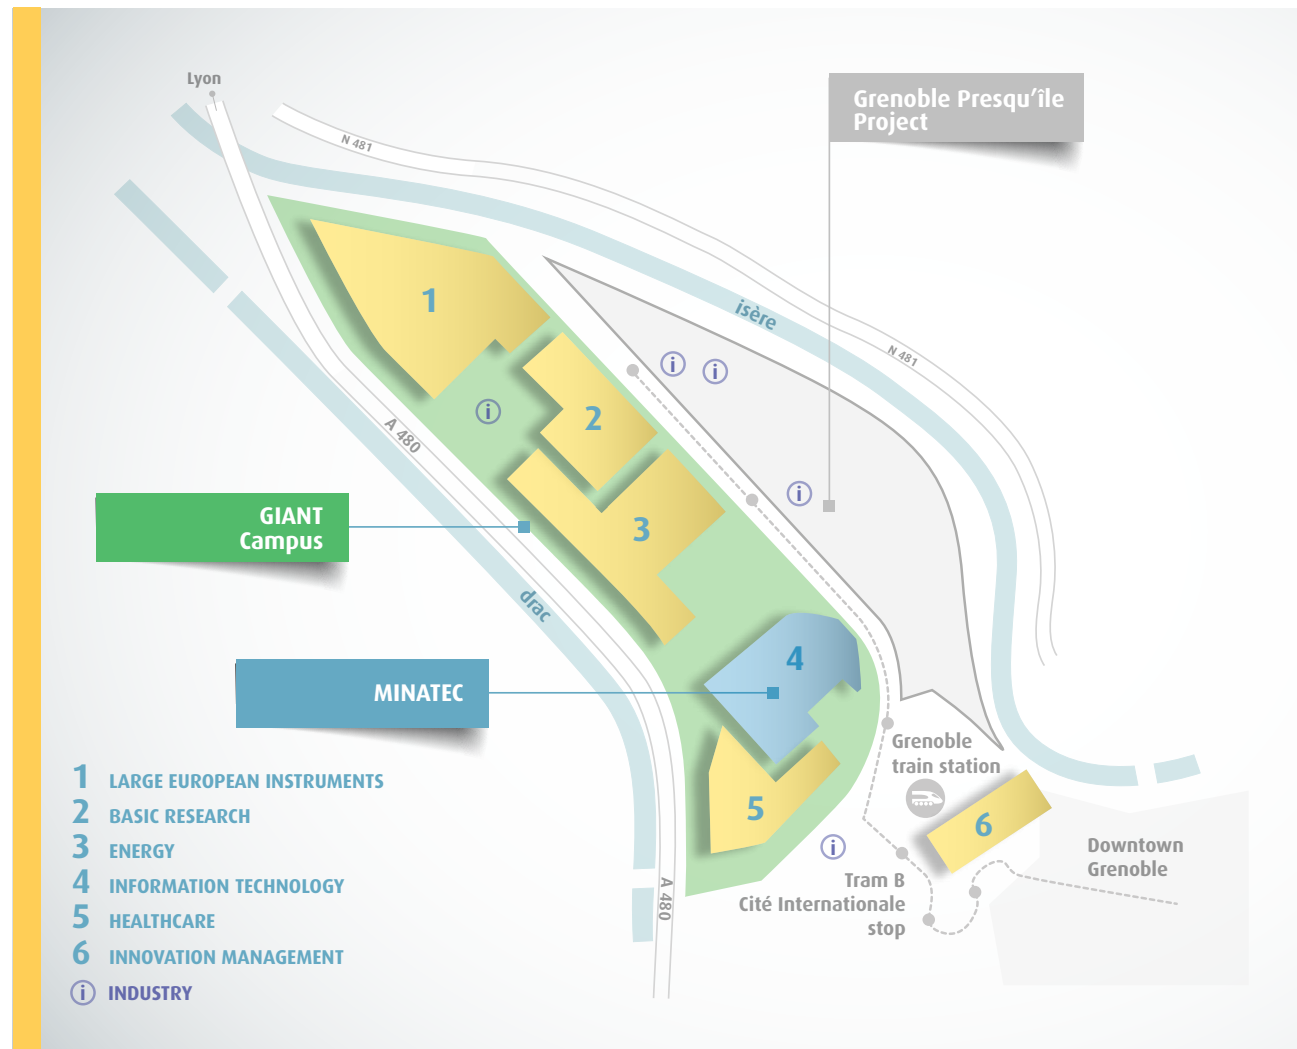 Lyon
N 481
Grenoble Presqu'île
Project
isère
N 481
1
2
3
A 480
GIANT
Campus
drac
4
MINATEC
5
6
Grenoble
train station
Downtown
Grenoble
Tram B
Cité Internationale
stop
A 480
1 LARGE EUROPEAN INSTRUMENTS
2 BASIC RESEARCH
3 ENERGY
4 INFORMATION TECHNOLOGY
5 HEALTHCARE
6 INNOVATION MANAGEMENT
i INDUSTRY
i
i
i
i
i